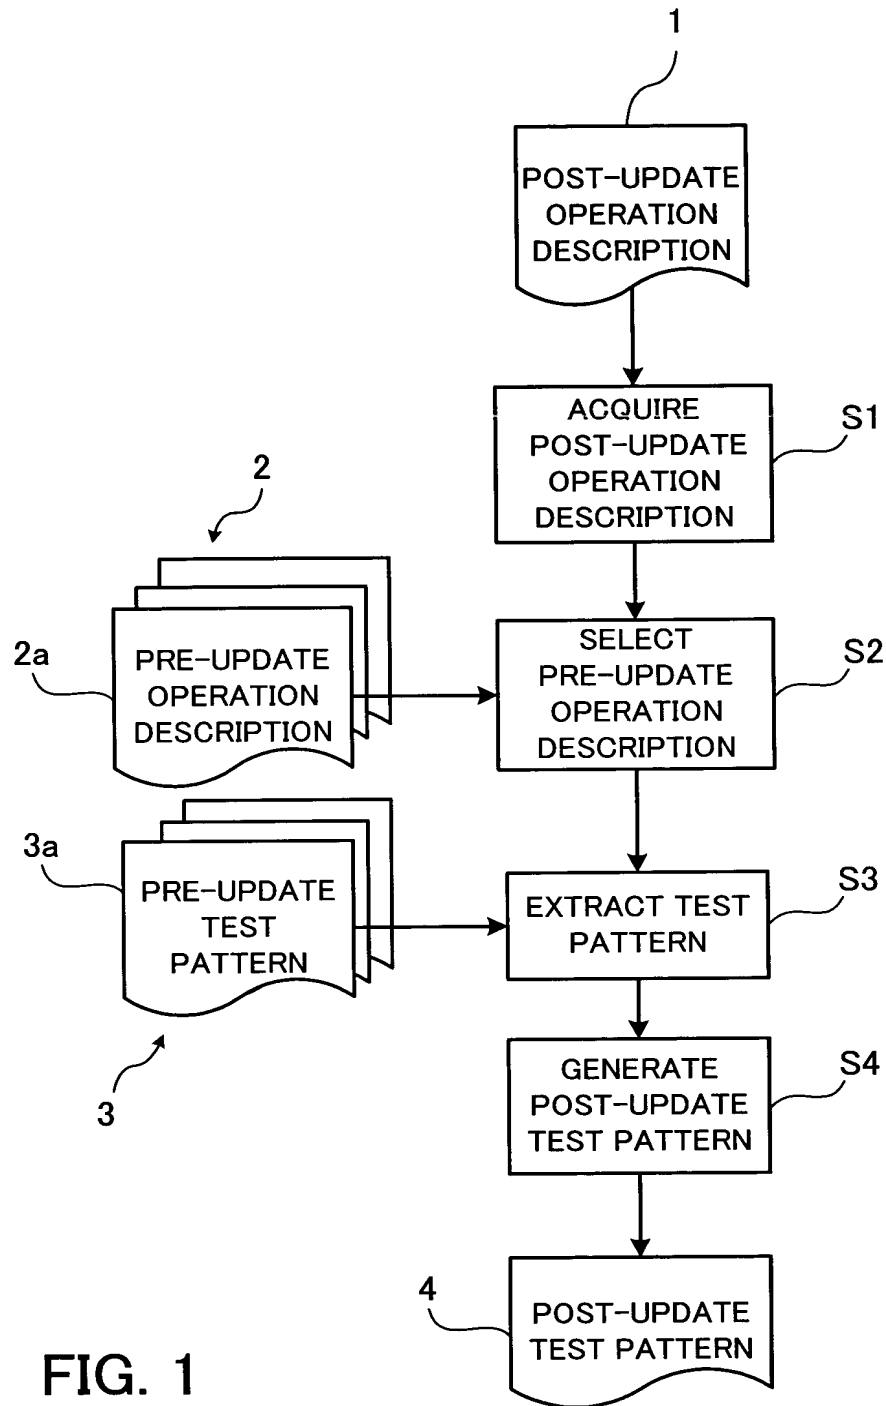 1
POST-UPDATE
OPERATION
DESCRIPTION
ACQUIRE
POST-UPDATE
OPERATION
DESCRIPTION
S1
2
2a
PRE-UPDATE
OPERATION
DESCRIPTION
SELECT
PRE-UPDATE
OPERATION
DESCRIPTION
S2
3a
PRE-UPDATE
TEST
PATTERN
3
EXTRACT TEST
PATTERN
S3
GENERATE
POST-UPDATE
TEST PATTERN
S4
4
POST-UPDATE
TEST PATTERN
FIG. 1